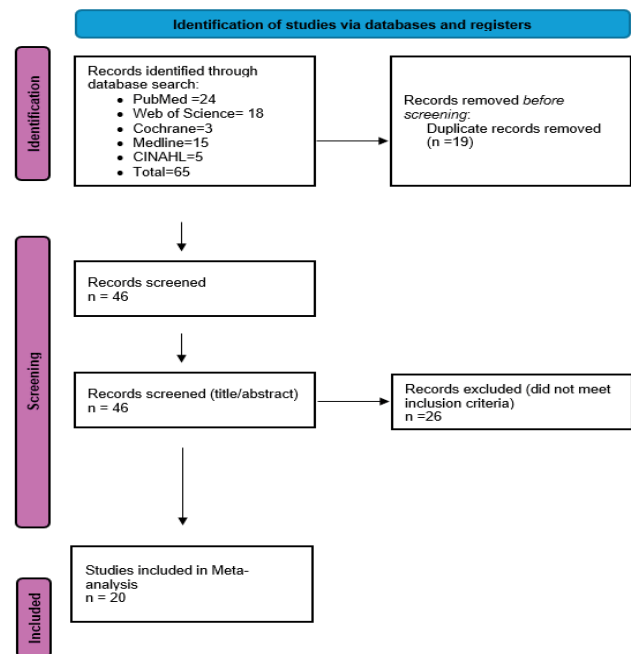 Identification of studies via databases and registers
Identification
Records identified through
database search:
• PubMed =24
• Web of Science= 18
• Cochrane=3
• Medline=15
• CINAHL=5
• Total=65
Records removed before
screening:
Duplicate records removed
(n =19)
Screening
Records screened
n = 46
Records screened (title/abstract)
n = 46
Records excluded (did not meet
inclusion criteria)
n =26
Included
Studies included in Meta-
analysis
n = 20